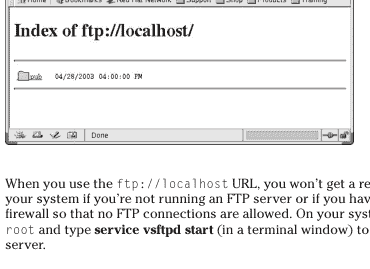 Home Bookmarks Red Hat Network Support Shop Products Training
Index of ftp://localhost/
pub 04/28/2003 04:00:00 PM
Done
When you use the ftp://localhost URL, you won't get a re
your system if you're not running an FTP server or if you hav
firewall so that no FTP connections are allowed. On your syst
root and type service vsftpd start (in a terminal window) to
server.